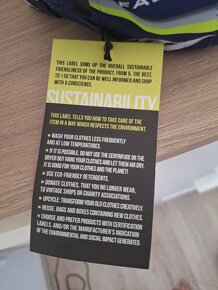 THIS LABEL SUMS UP THE OVERALL SUSTAINABLE
FRIENDLINESS OF THE PRODUCT, FROM 5, THE BEST,
TO 1 SO THAT YOU CAN BE WELL INFORMED AND SHOP
WITH A CONSCIENCE.
SUSTAINABILITY
THIS LABEL TELLS YOU HOW TO TAKE CARE OF THE
ITEM IN A WAY WHICH RESPECTS THE ENVIRONMENT.
• WASH YOUR CLOTHES LESS FREQUENTLY
AND AT LOW TEMPERATURES.
• IF IS POSSIBLE, DO NOT USE THE CENTRIFUGE OR THE
DRYER BUT HANG YOUR CLOTHES AND LET THEM AIR DRY.
IT IS GOOD FOR YOUR CLOTHES AND THE PLANET!
• USE ECO-FRIENDLY DETERGENTS.
• DONATE CLOTHES, THAT YOU NO LONGER WEAR,
TO VINTAGE SHOPS OR CHARITY ASSOCIATIONS.
• UPCYCLE: TRANSFORM YOUR OLD CLOTHES CREATIVELY.
• REUSE: BAGS AND BOXES CONTAINING NEW CLOTHES.
• CHOOSE AND PREFER PRODUCTS WITH CERTIFICATION
LABELS, AND/OR THE MANUFACTURER'S INDICATION
OF THE ENVIRONMENTAL AND SOCIAL IMPACT GENERATED.